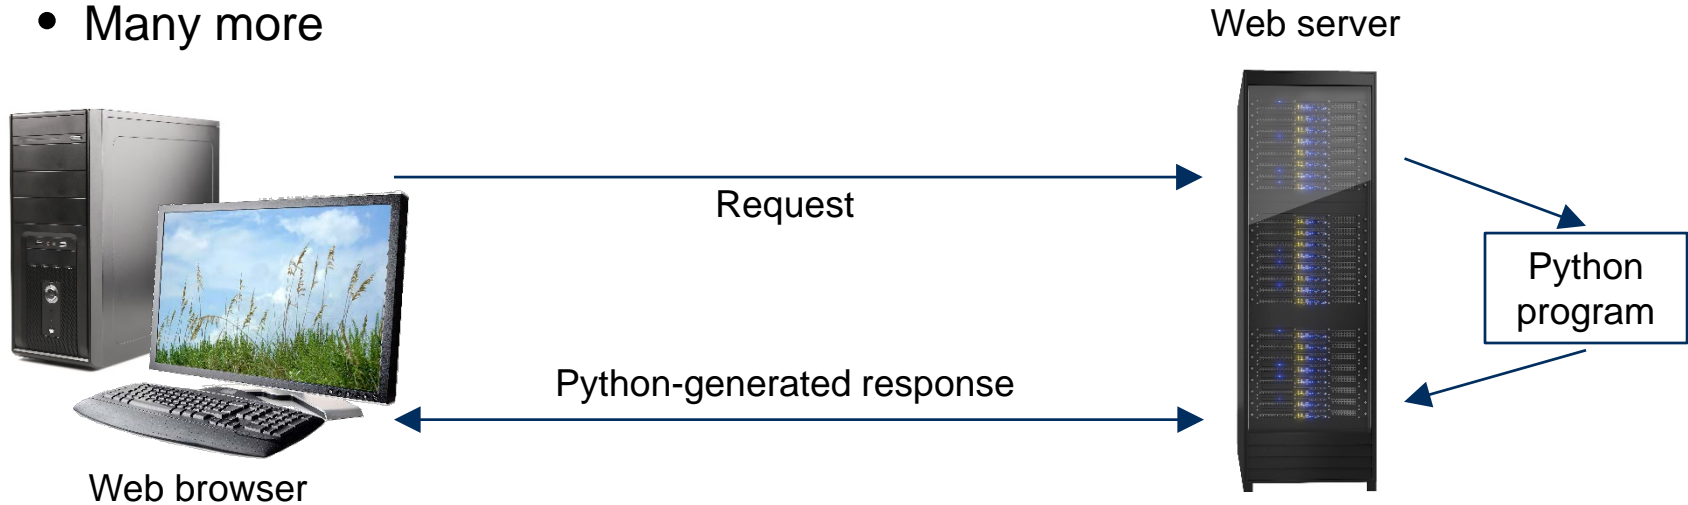 • Many more
Web server
Request
Python
program
Python-generated response
Web browser